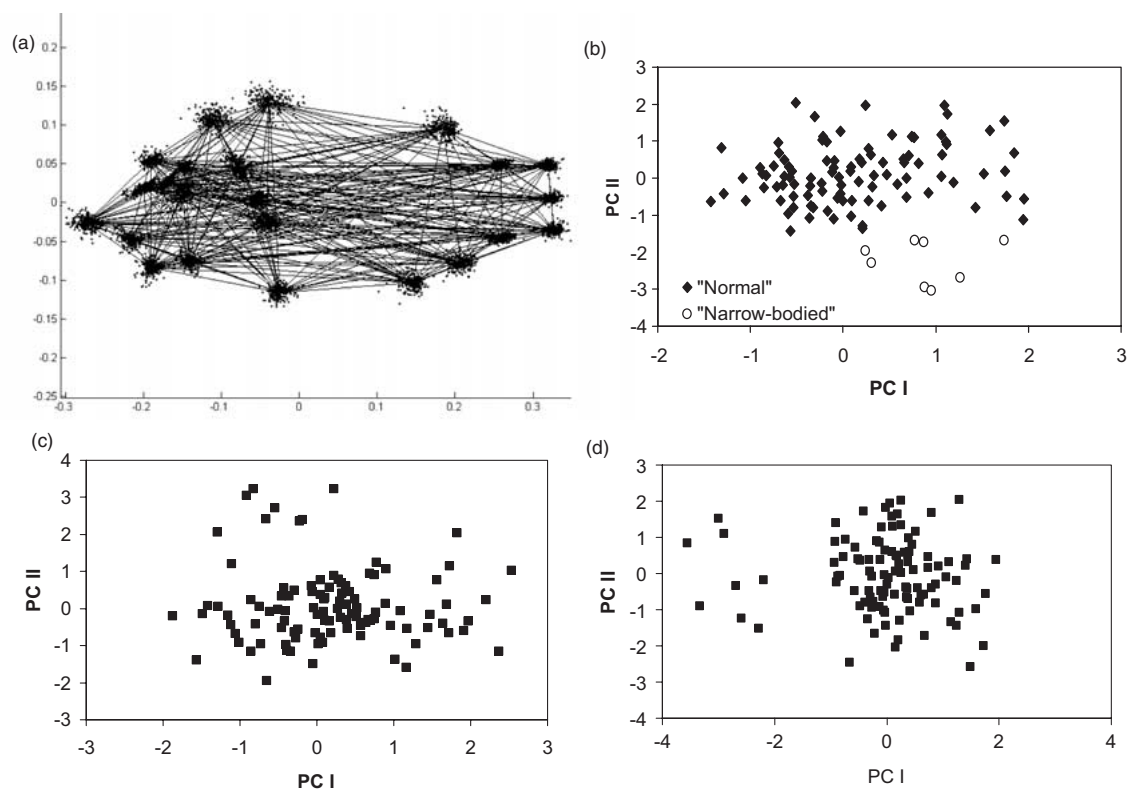 (a)
0.2
0.15
0.1
0.05
0
-0.05
-0.1
-0.15
-0.2
-0.25
-0.3 -0.2 -0.1 0 0.1 0.2 0.3
(b)
3
2
1
0
-1
-2
-3
-4
PC II
"Normal"
"Narrow-bodied"
-2 -1 0 1 2 3
PC I
(c)
4
3
2
1
0
-1
-2
-3
PC II
-3 -2 -1 0 1 2 3
PC I
(d)
3
2
1
0
-1
-2
-3
-4
PC II
-4 -2 0 2 4
PC I